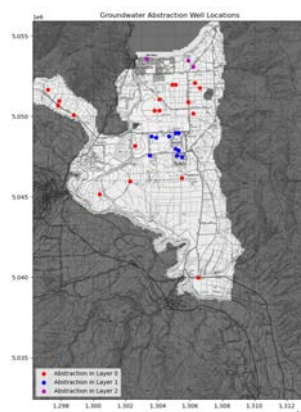 Groundwater Abstraction Well Locations
1e6
5.055
5.050
5.045
5.040
5.035
Abstraction in Layer 0
Abstraction in Layer 1
Abstraction in Layer 2
1.298 1.300 1.302 1.304 1.306 1.308 1.310 1.312